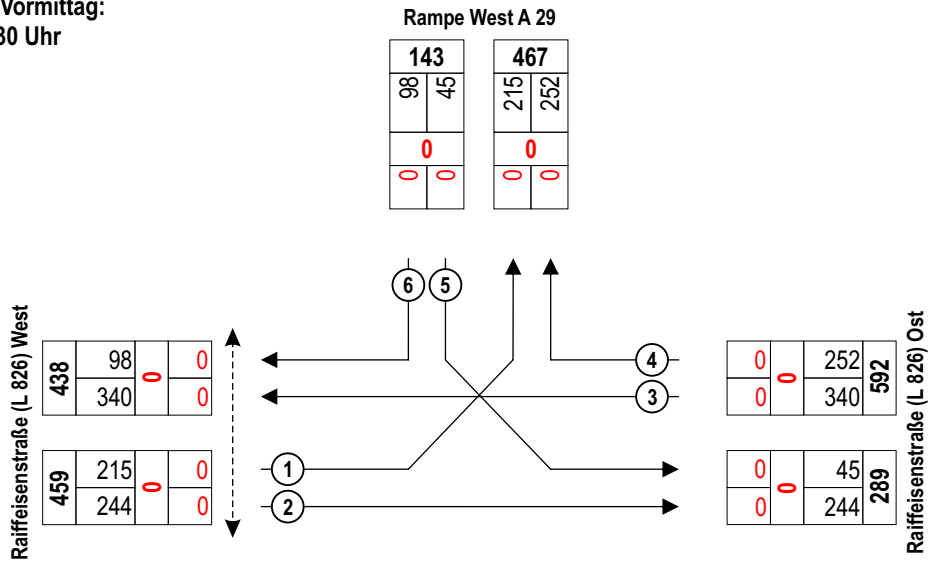 Vormittag:
30 Uhr
Rampe West A 29
143 467
98 45 215 252
0 0
0 0 0 0
6 5
Raiffeisenstraße (L 826) West
438 98 340 0 0 0
459 215 244 0 0 0
4
3
1
2
0 0 0 252 340 592
0 0 0 45 244 289
Raiffeisenstraße (L 826) Ost